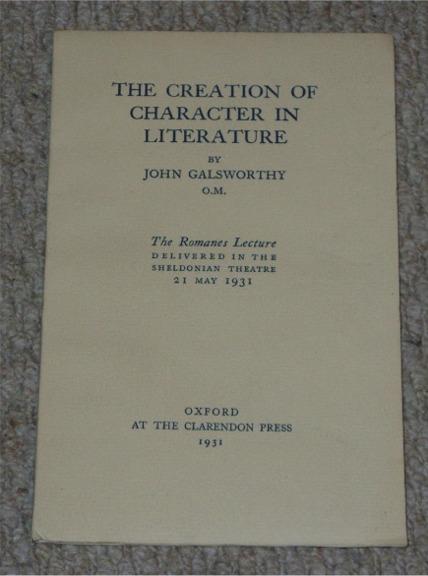 THE CREATION OF
CHARACTER IN
LITERATURE
BY
JOHN GALSWORTHY
O.M.
The Romanes Lecture
DELIVERED IN THE
SHELDONIAN THEATRE
21 MAY 1931
OXFORD
AT THE CLARENDON PRESS
1931